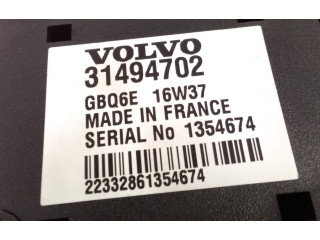 VOLVO
31494702
GBQ6E 16W37
MADE IN FRANCE
SERIAL No 1354674
22332861354674